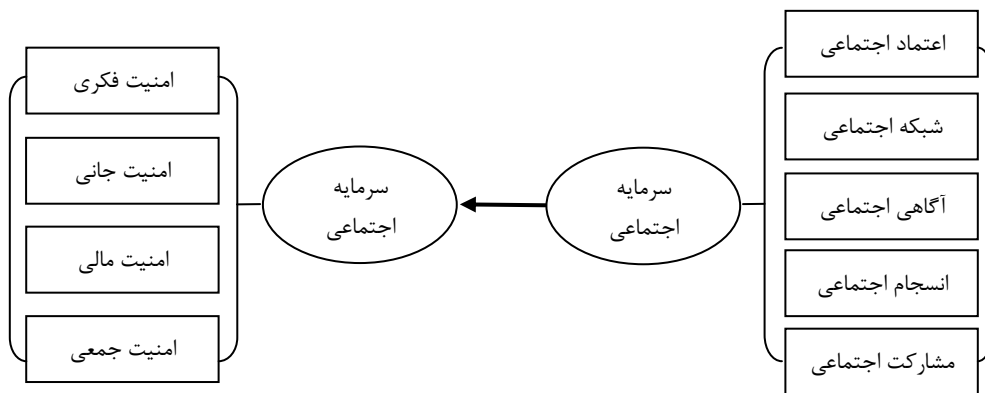 اعتماد اجتماعی
شبکه اجتماعی
آگاهی اجتماعی
انسجام اجتماعی
مشارکت اجتماعی
سرمایه
اجتماعی
سرمایه
اجتماعی
امنیت فکری
امنیت جانی
امنیت مالی
امنیت جمعی